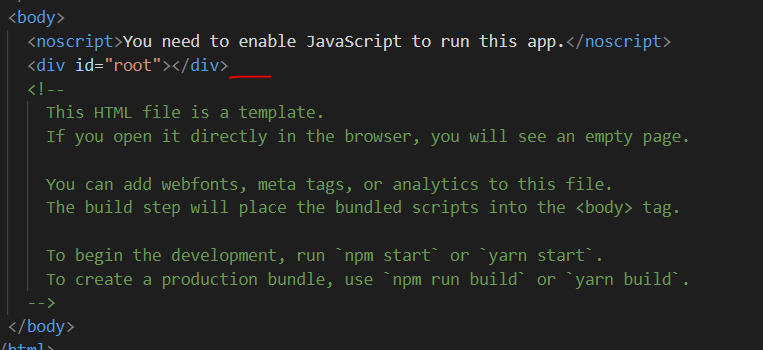 <body>
<noscript>You need to enable JavaScript to run this app.</noscript>
<div id="root"></div>
<!--
This HTML file is a template.
If you open it directly in the browser, you will see an empty page.
You can add webfonts, meta tags, or analytics to this file.
The build step will place the bundled scripts into the <body> tag.
To begin the development, run `npm start` or `yarn start`.
To create a production bundle, use `npm run build` or `yarn build`.
-->
</body>
/html>